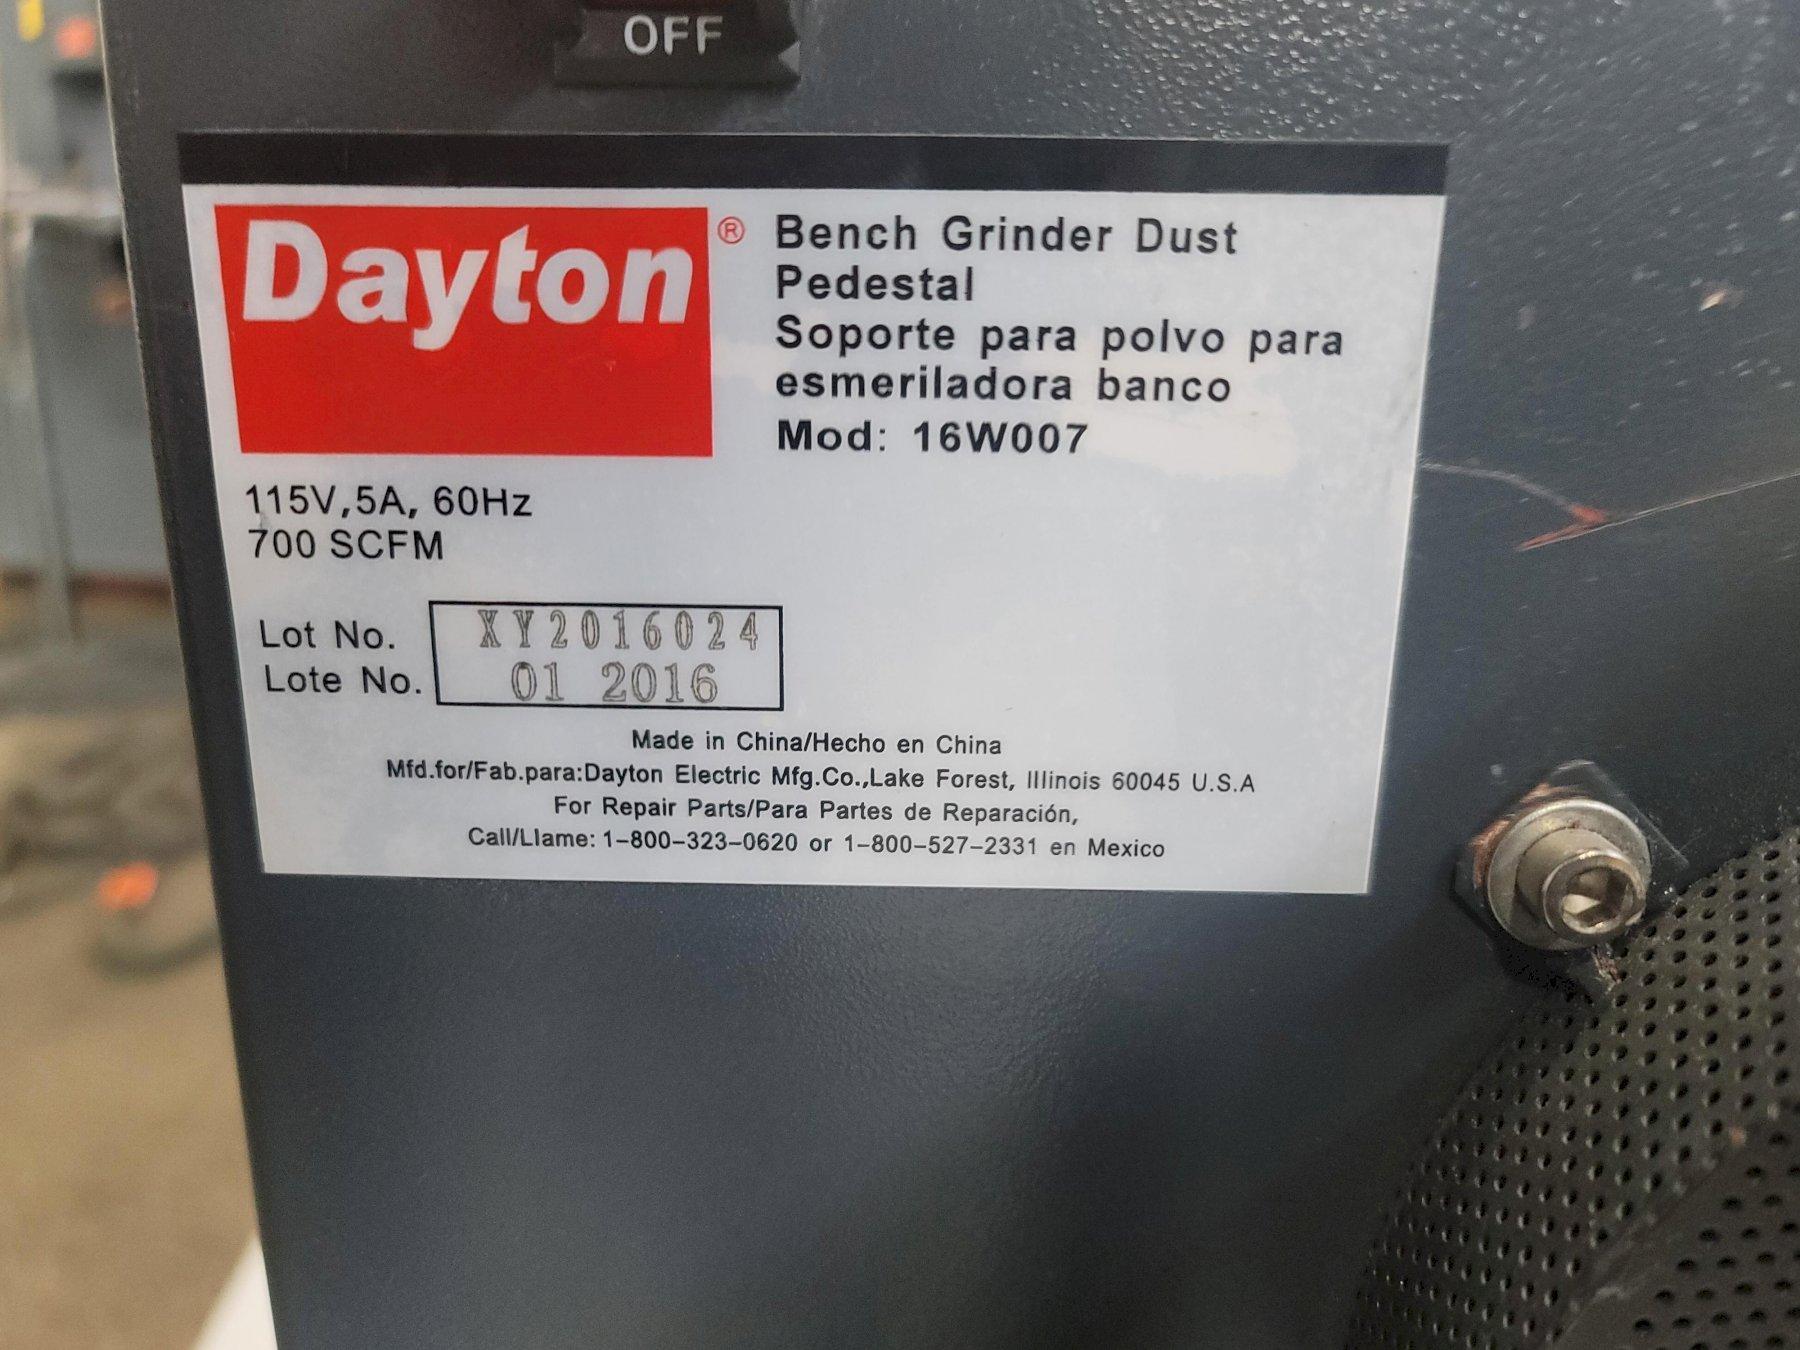 OFF
Dayton ®
Bench Grinder Dust
Pedestal
Soporte para polvo para
esmeriladora banco
Mod: 16W007
115V,5A, 60Hz
700 SCFM
Lot No.
Lote No.
XY2016024
01 2016
Made in China/Hecho en China
Mfd.for/Fab.para:Dayton Electric Mfg.Co.,Lake Forest, Illinois 60045 U.S.A
For Repair Parts/Para Partes de Reparación,
Call/Llame: 1-800-323-0620 or 1-800-527-2331 en Mexico